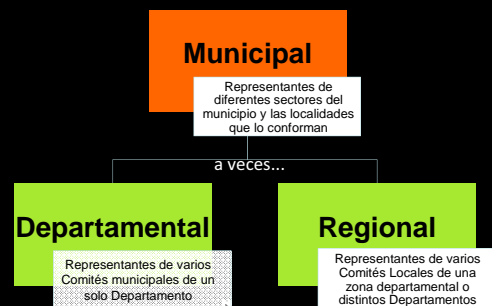 Municipal
Representantes de
diferentes sectores del
municipio y las localidades
que lo conforman
a veces...
Departamental
Representantes de varios
Comités municipales de un
solo Departamento
Regional
Representantes de varios
Comités Locales de una
zona departamental o
distintos Departamentos